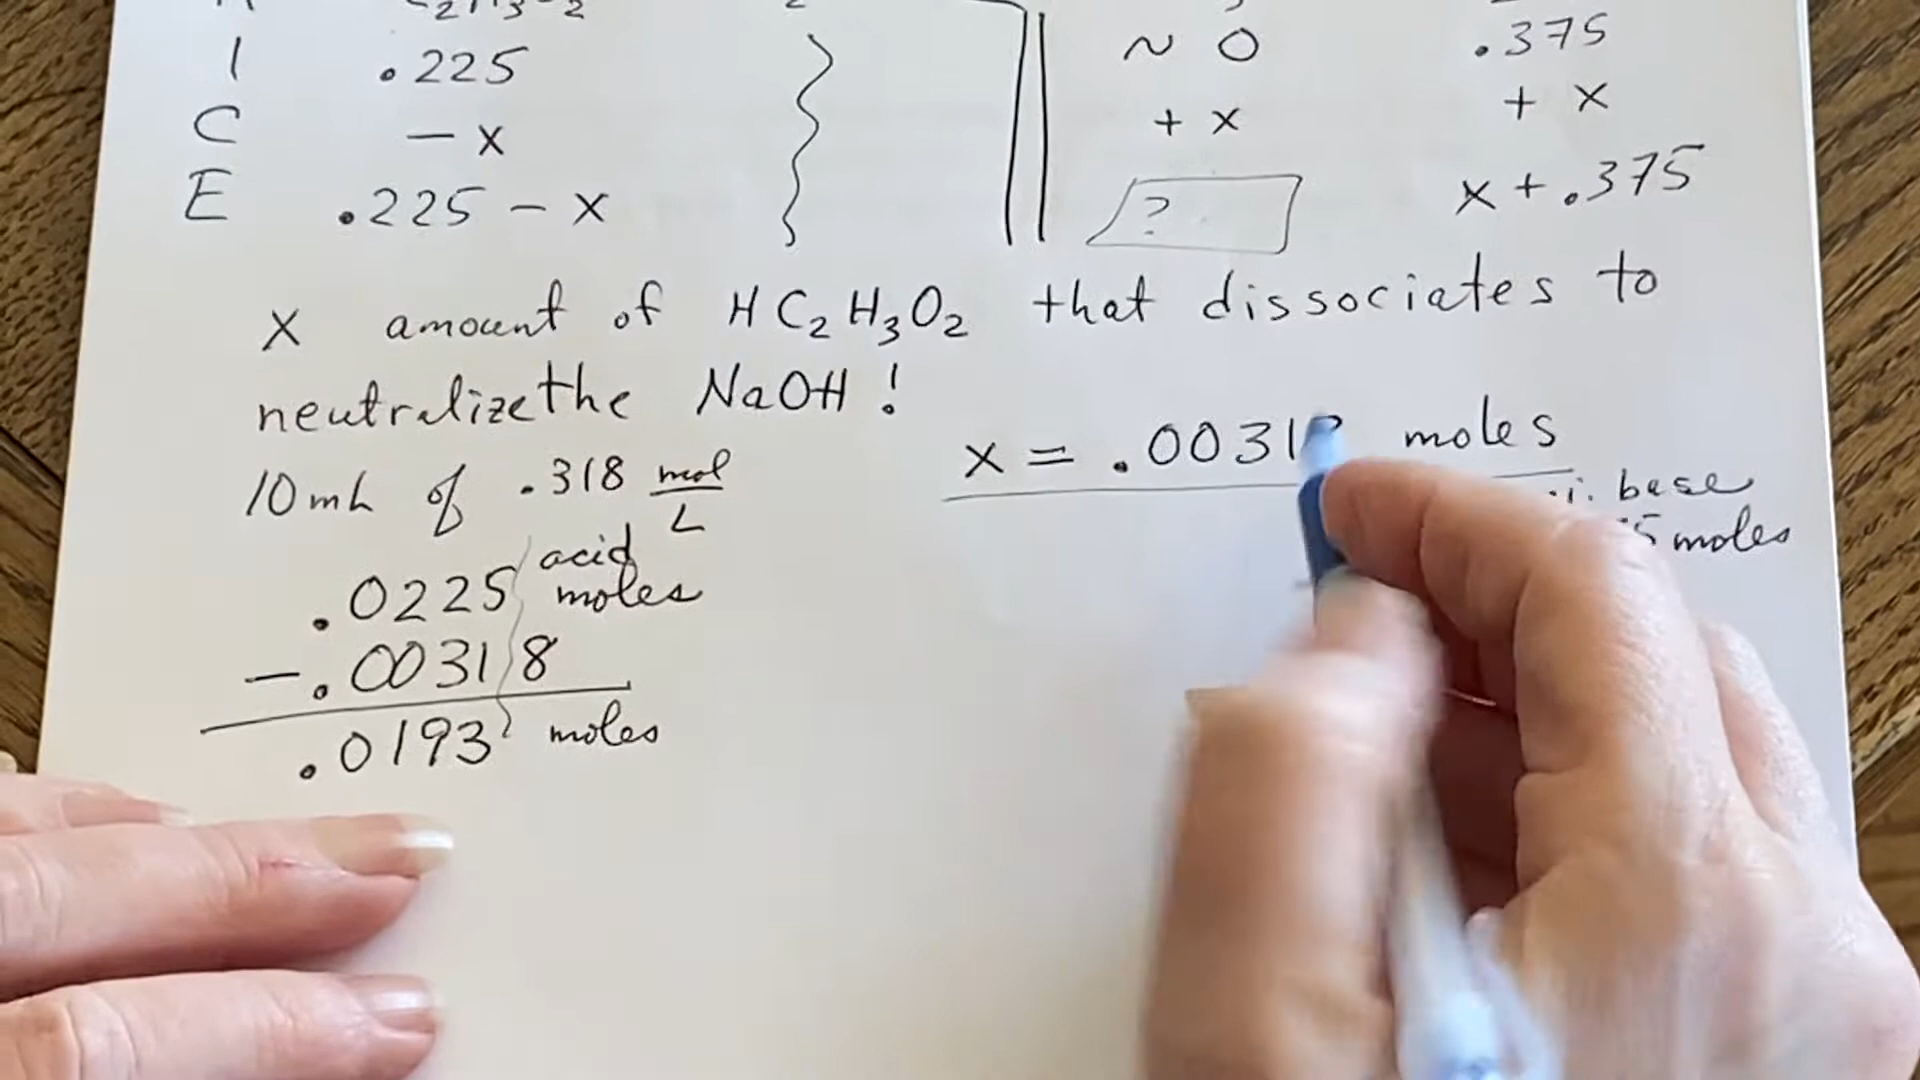 I .225 ~ 0 .375
C - x + x + x
E .225 - x ? x + .375
X amount of HC₂H₃O₂ that dissociates to
neutralize the NaOH!
x = .00318 moles
10 mL of .318 mol/L
base
moles
acid
.0225 moles
- .00318
.0193 moles